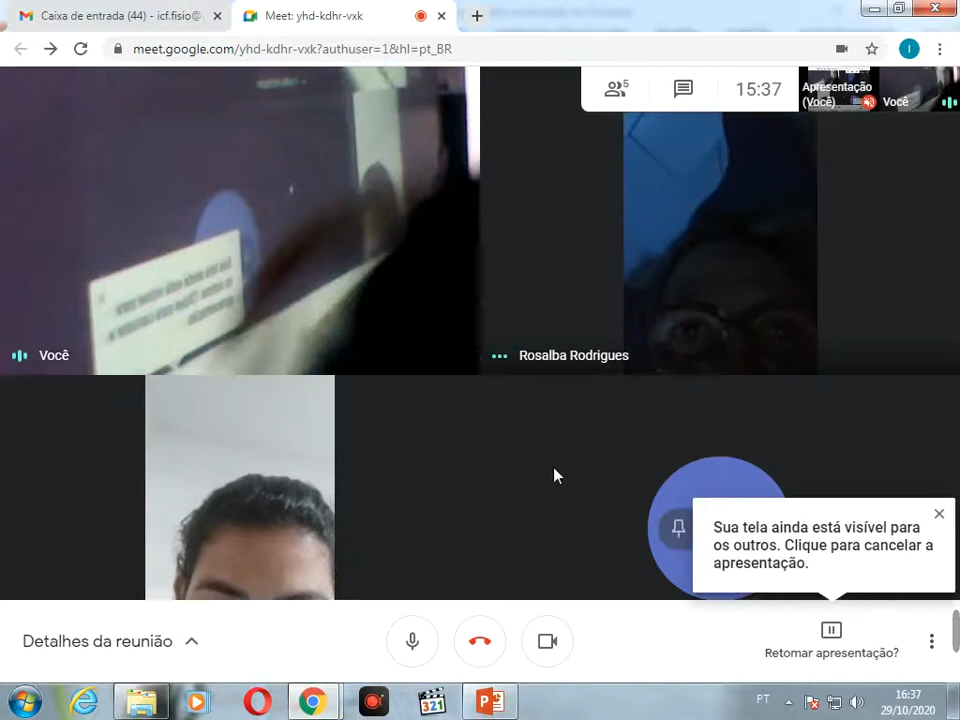 Caixa de entrada (44) - icf.fisio@
Meet: yhd-kdhr-vxk
meet.google.com/yhd-kdhr-vxk?authuser=1&hl=pt_BR
I
5
15:37
Apresentação
(Você)
Você
Você
Rosalba Rodrigues
Sua tela ainda está visível para
os outros. Clique para cancelar a
apresentação.
Detalhes da reunião
Retomar apresentação?
321
PT
16:37
29/10/2020